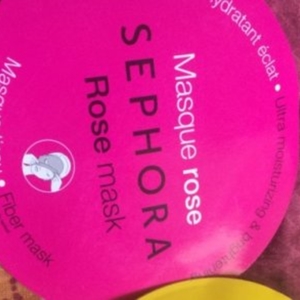 Masque rose
SEPHORA
Rose mask
hydratant éclat • Ultra moisturizing &
Fiber mask